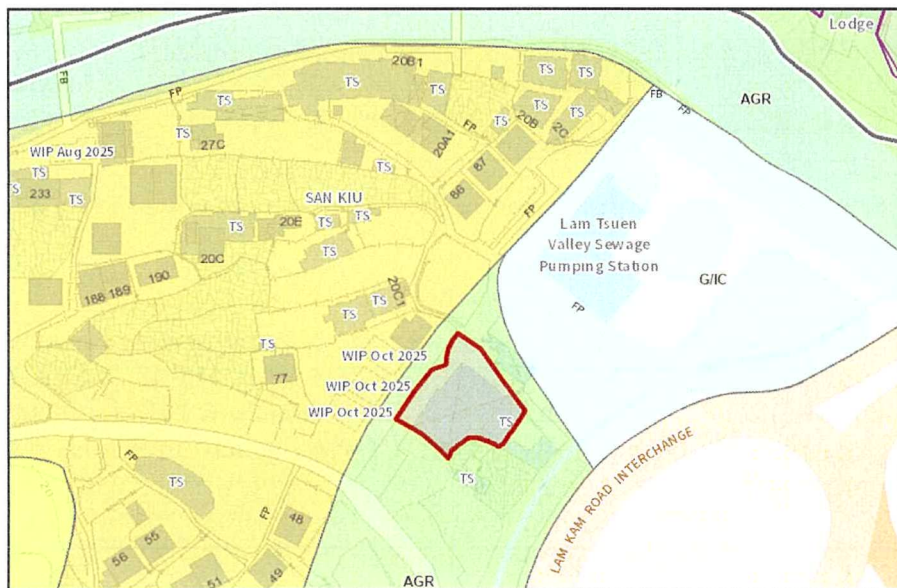 Lodge
FB
FP
20B1
TS
TS
TS
TS
TS
FB
FP
AGR
TS
TS
20B
2C
FP
20A1
WIP Aug 2025
TS
27C
TS
TS
233
TS
87
86
SAN KIU
TS
TS
20E
TS
TS
20C
FP
Lam Tsuen
Valley Sewage
Pumping Station
G/IC
FP
188
189
190
20C1
TS
TS
TS
77
WIP Oct 2025
WIP Oct 2025
WIP Oct 2025
TS
TS
FP
TS
FP
48
55
56
51
49
AGR
LAM KAM ROAD INTERCHANGE